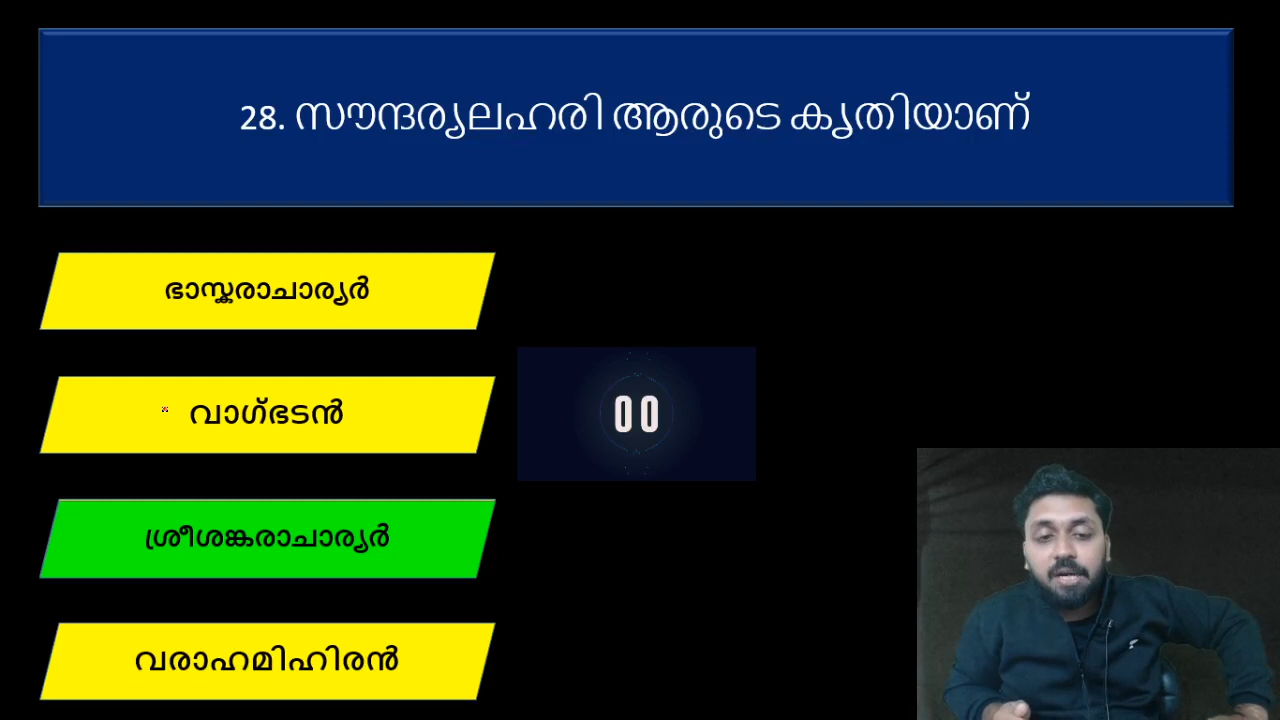 28. സൗന്ദര്യലഹരി ആരുടെ കൃതിയാണ്
ഭാസ്കരാചാര്യർ
വാഗ്ഭടൻ
00
ശ്രീശങ്കരാചാര്യർ
വരാഹമിഹിരൻ